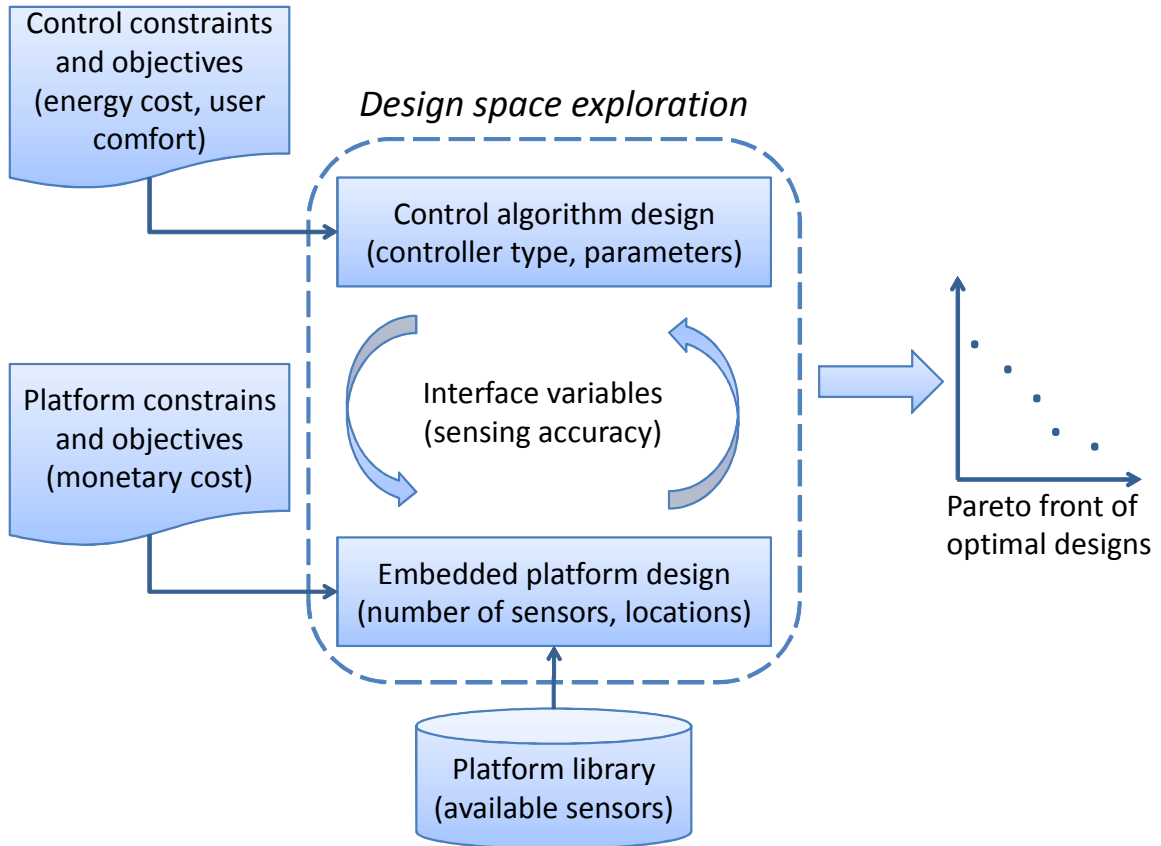 Control constraints
and objectives
(energy cost, user
comfort)
Design space exploration
Control algorithm design
(controller type, parameters)
Platform constrains
and objectives
(monetary cost)
Interface variables
(sensing accuracy)
Pareto front of
optimal designs
Embedded platform design
(number of sensors, locations)
Platform library
(available sensors)